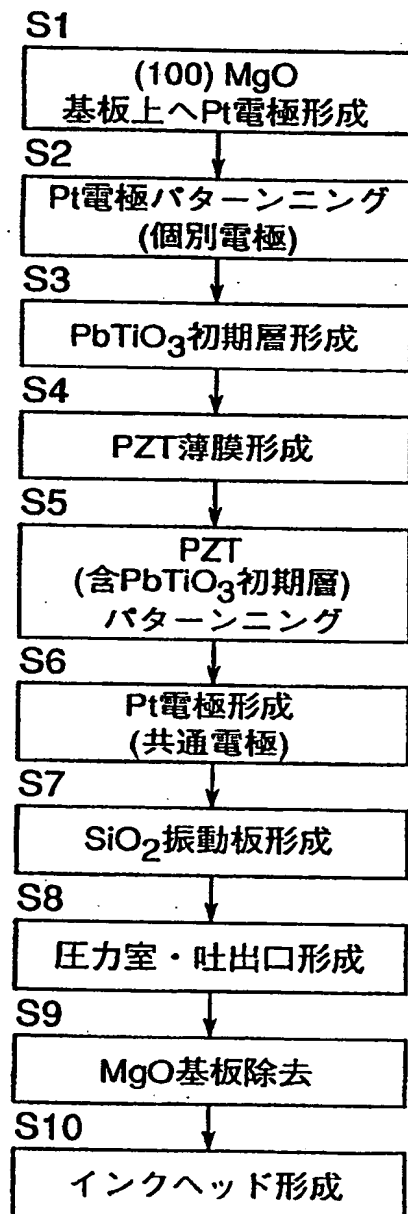 S1
(100) MgO
基板上へPt電極形成
S2
Pt電極パターンニング
(個別電極)
S3
PbTiO3初期層形成
S4
PZT薄膜形成
S5
PZT
(含PbTiO3初期層)
パターンニング
S6
Pt電極形成
(共通電極)
S7
SiO2振動板形成
S8
圧力室・吐出口形成
S9
MgO基板除去
S10
インクヘッド形成